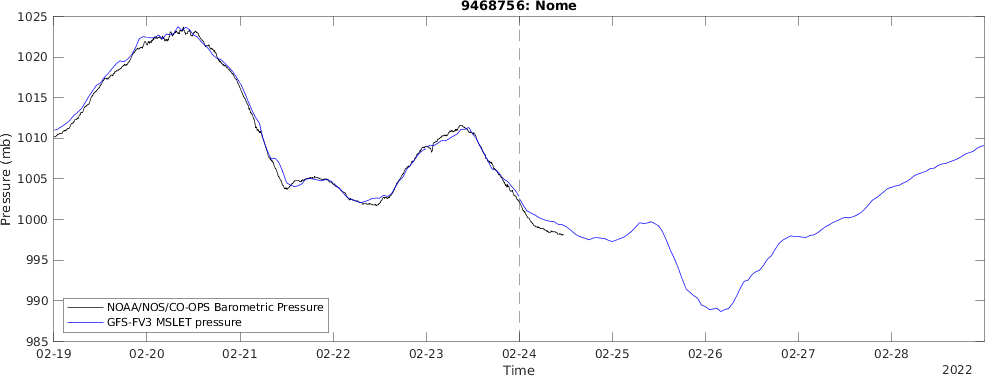 9468756: Nome
1025
1020
1015
1010
1005
1000
995
990
985
Pressure (mb)
NOAA/NOS/CO-OPS Barometric Pressure
GFS-FV3 MSLET pressure
02-19 02-20 02-21 02-22 02-23 02-24 02-25 02-26 02-27 02-28
Time
2022